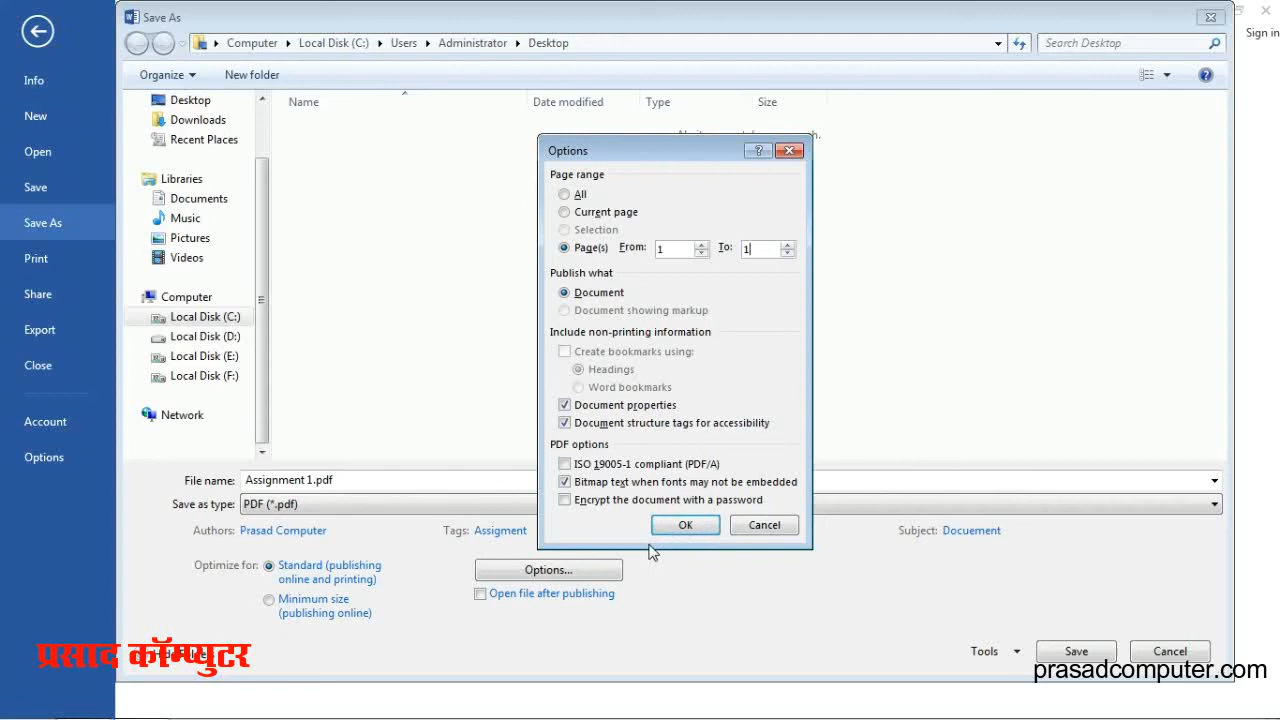 Save As
Sign in
Computer Local Disk (C:) Users Administrator Desktop
Search Desktop
Organize New folder
Info
New
Open
Save
Save As
Print
Share
Export
Close
Account
Options
Desktop
Downloads
Recent Places
Libraries
Documents
Music
Pictures
Videos
Computer
Local Disk (C:)
Local Disk (D:)
Local Disk (E:)
Local Disk (F:)
Network
Name Date modified Type Size
Options
Page range
All
Current page
Selection
Page(s) From: 1 To: 1
Publish what
Document
Document showing markup
Include non-printing information
Create bookmarks using:
Headings
Word bookmarks
Document properties
Document structure tags for accessibility
PDF options
ISO 19005-1 compliant (PDF/A)
Bitmap text when fonts may not be embedded
Encrypt the document with a password
OK Cancel
File name: Assignment 1.pdf
Save as type: PDF (*.pdf)
Authors: Prasad Computer Tags: Assigment Subject: Docuement
Optimize for: Standard (publishing
online and printing)
Minimum size
(publishing online)
Options...
Open file after publishing
Tools Save Cancel
प्रसाद कॉम्प्युटर
prasadcomputer.com